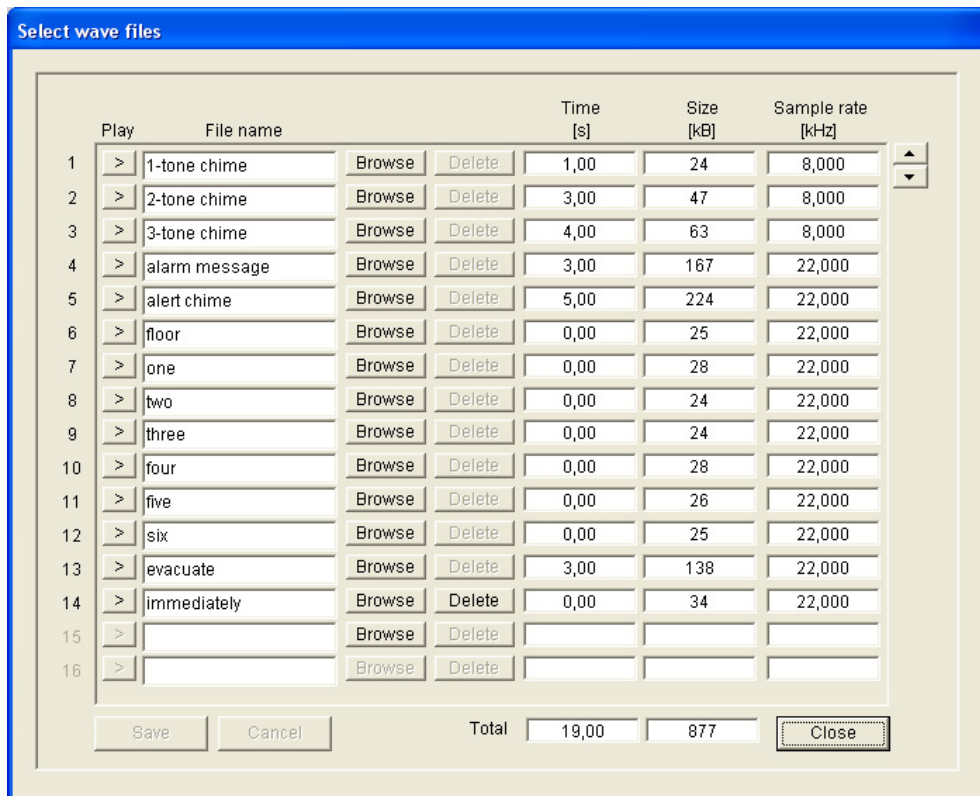 Select wave files
Time Size Sample rate
Play File name [s] [kB] [kHz]
1 > 1-tone chime Browse Delete 1,00 24 8,000
2 > 2-tone chime Browse Delete 3,00 47 8,000
3 > 3-tone chime Browse Delete 4,00 63 8,000
4 > alarm message Browse Delete 3,00 167 22,000
5 > alert chime Browse Delete 5,00 224 22,000
6 > floor Browse Delete 0,00 25 22,000
7 > one Browse Delete 0,00 28 22,000
8 > two Browse Delete 0,00 24 22,000
9 > three Browse Delete 0,00 24 22,000
10 > four Browse Delete 0,00 28 22,000
11 > five Browse Delete 0,00 26 22,000
12 > six Browse Delete 0,00 25 22,000
13 > evacuate Browse Delete 3,00 138 22,000
14 > immediately Browse Delete 0,00 34 22,000
15 > Browse Delete
16 > Browse Delete
Save Cancel Total 19,00 877 Close